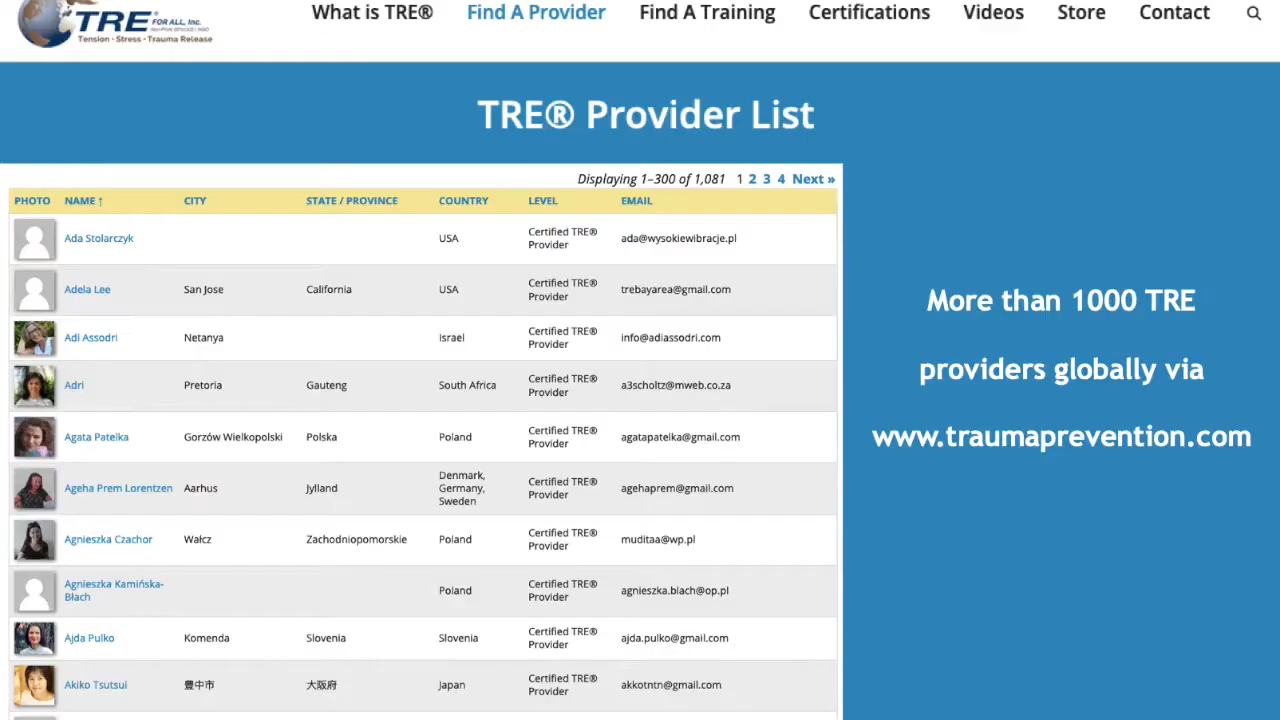 TRE® FOR ALL, Inc.
Tension · Stress · Trauma Release
What is TRE® Find A Provider Find A Training Certifications Videos Store Contact
TRE® Provider List
Displaying 1–300 of 1,081 1 2 3 4 Next »
PHOTO NAME ↑ CITY STATE / PROVINCE COUNTRY LEVEL EMAIL
Ada Stolarczyk USA Certified TRE® Provider ada@wysokiewibracje.pl
Adela Lee San Jose California USA Certified TRE® Provider trebayarea@gmail.com
Adi Assodri Netanya Israel Certified TRE® Provider info@adiassodri.com
Adri Pretoria Gauteng South Africa Certified TRE® Provider a3scholtz@mweb.co.za
Agata Patelka Gorzów Wielkopolski Polska Poland Certified TRE® Provider agatapatelka@gmail.com
Ageha Prem Lorentzen Aarhus Jylland Denmark, Germany, Sweden Certified TRE® Provider agehaprem@gmail.com
Agnieszka Czachor Wałcz Zachodniopomorskie Poland Certified TRE® Provider muditaa@wp.pl
Agnieszka Kamińska-Błach Poland Certified TRE® Provider agnieszka.blach@op.pl
Ajda Pulko Komenda Slovenia Slovenia Certified TRE® Provider ajda.pulko@gmail.com
Akiko Tsutsui 豊中市 大阪府 Japan Certified TRE® Provider akkotntn@gmail.com
More than 1000 TRE
providers globally via
www.traumaprevention.com